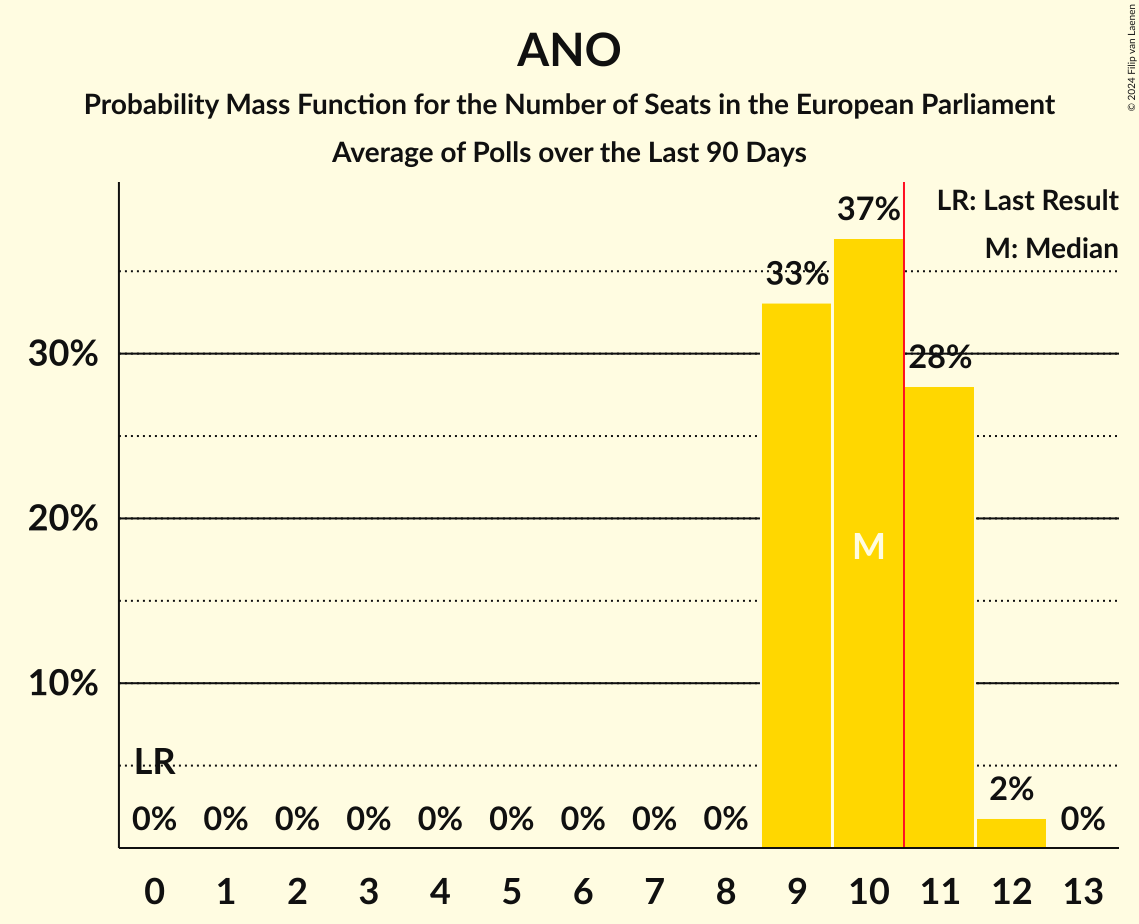 ANO
Probability Mass Function for the Number of Seats in the European Parliament
Average of Polls over the Last 90 Days
© 2024 Filip van Laenen
LR: Last Result
M: Median
37%
33%
30%
28%
20%
M
10%
LR
2%
0% 0% 0% 0% 0% 0% 0% 0% 0% 0%
0 1 2 3 4 5 6 7 8 9 10 11 12 13